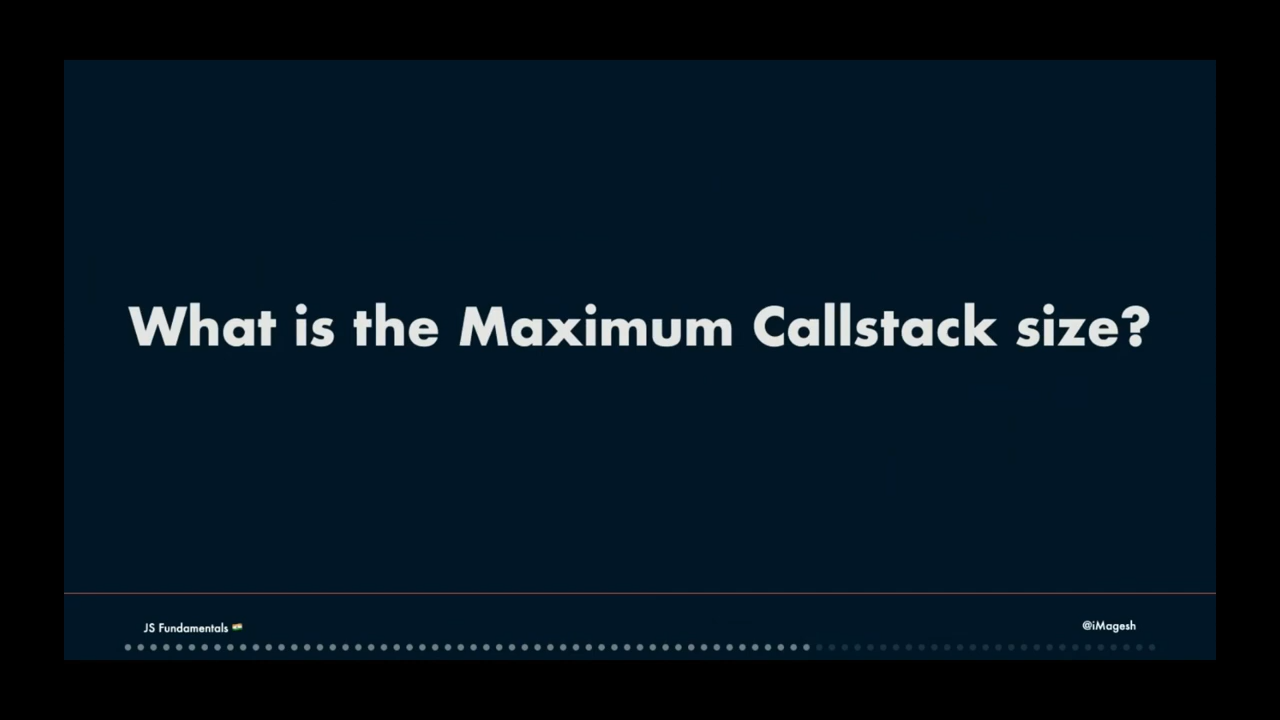 What is the Maximum Callstack size?
JS Fundamentals 🇮🇳
@iMagesh